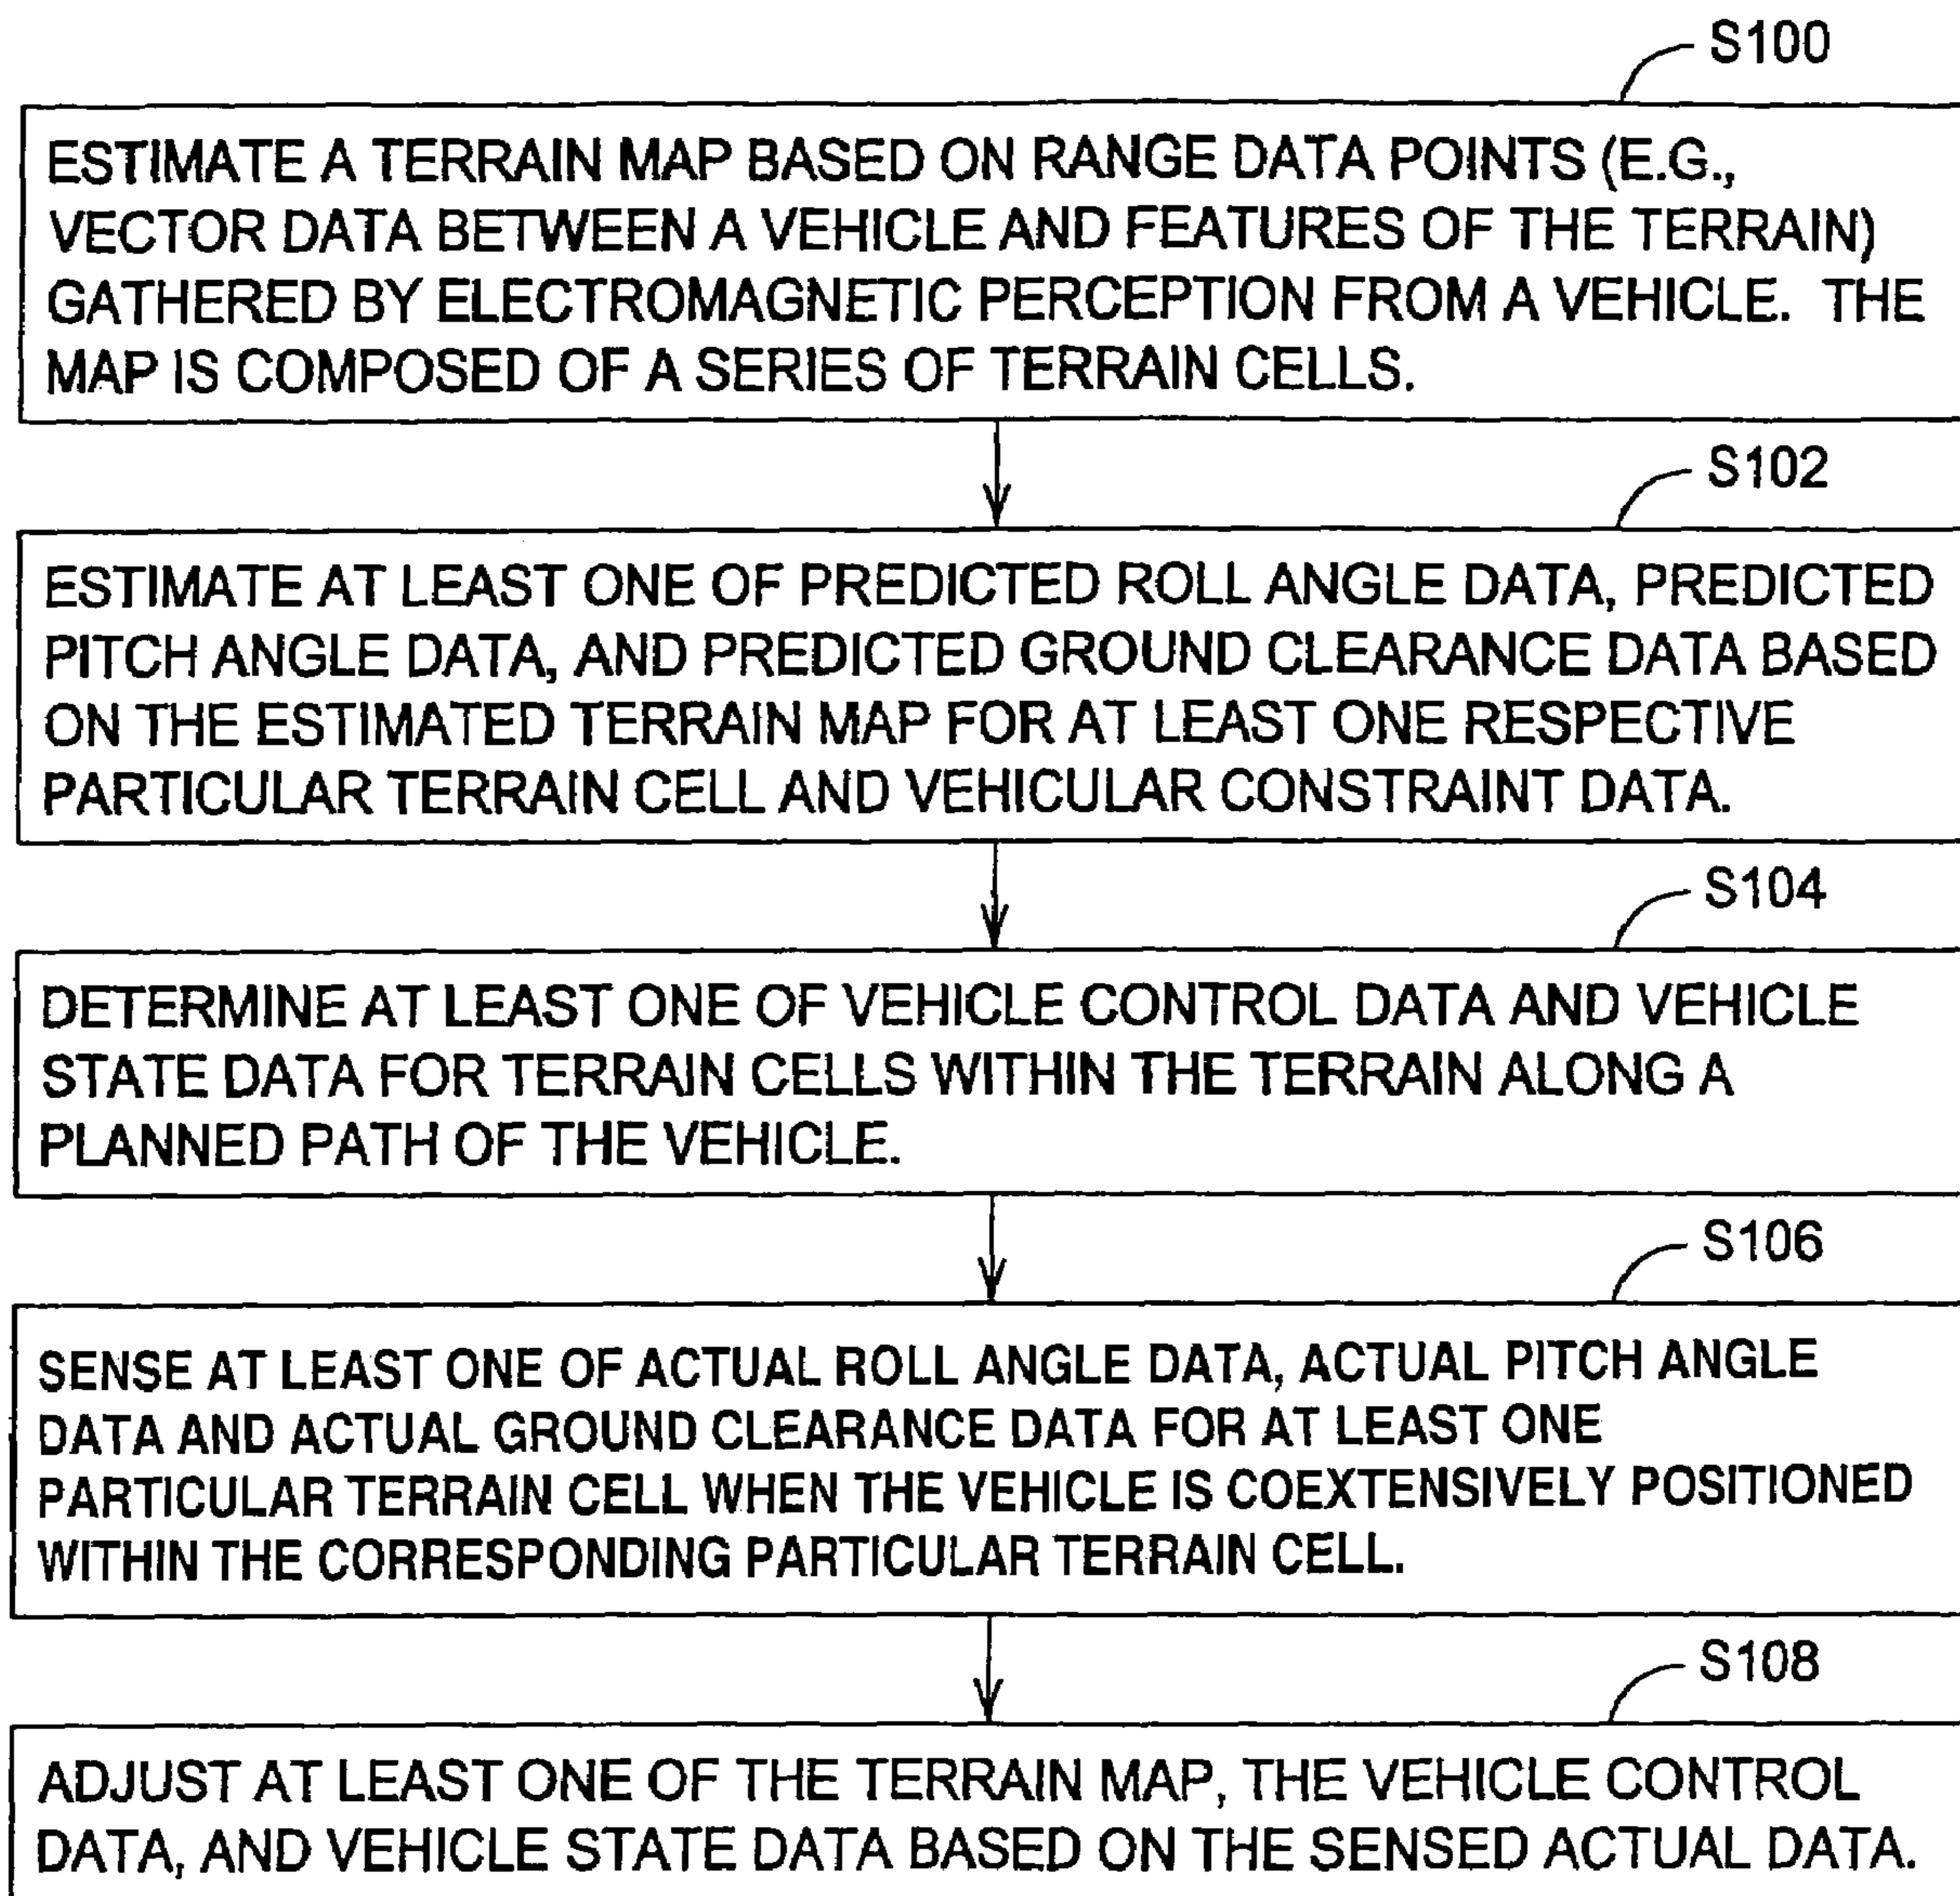 S100
ESTIMATE A TERRAIN MAP BASED ON RANGE DATA POINTS (E.G.,
VECTOR DATA BETWEEN A VEHICLE AND FEATURES OF THE TERRAIN)
GATHERED BY ELECTROMAGNETIC PERCEPTION FROM A VEHICLE. THE
MAP IS COMPOSED OF A SERIES OF TERRAIN CELLS.
S102
ESTIMATE AT LEAST ONE OF PREDICTED ROLL ANGLE DATA, PREDICTED
PITCH ANGLE DATA, AND PREDICTED GROUND CLEARANCE DATA BASED
ON THE ESTIMATED TERRAIN MAP FOR AT LEAST ONE RESPECTIVE
PARTICULAR TERRAIN CELL AND VEHICULAR CONSTRAINT DATA.
S104
DETERMINE AT LEAST ONE OF VEHICLE CONTROL DATA AND VEHICLE
STATE DATA FOR TERRAIN CELLS WITHIN THE TERRAIN ALONG A
PLANNED PATH OF THE VEHICLE.
S106
SENSE AT LEAST ONE OF ACTUAL ROLL ANGLE DATA, ACTUAL PITCH ANGLE
DATA AND ACTUAL GROUND CLEARANCE DATA FOR AT LEAST ONE
PARTICULAR TERRAIN CELL WHEN THE VEHICLE IS COEXTENSIVELY POSITIONED
WITHIN THE CORRESPONDING PARTICULAR TERRAIN CELL.
S108
ADJUST AT LEAST ONE OF THE TERRAIN MAP, THE VEHICLE CONTROL
DATA, AND VEHICLE STATE DATA BASED ON THE SENSED ACTUAL DATA.